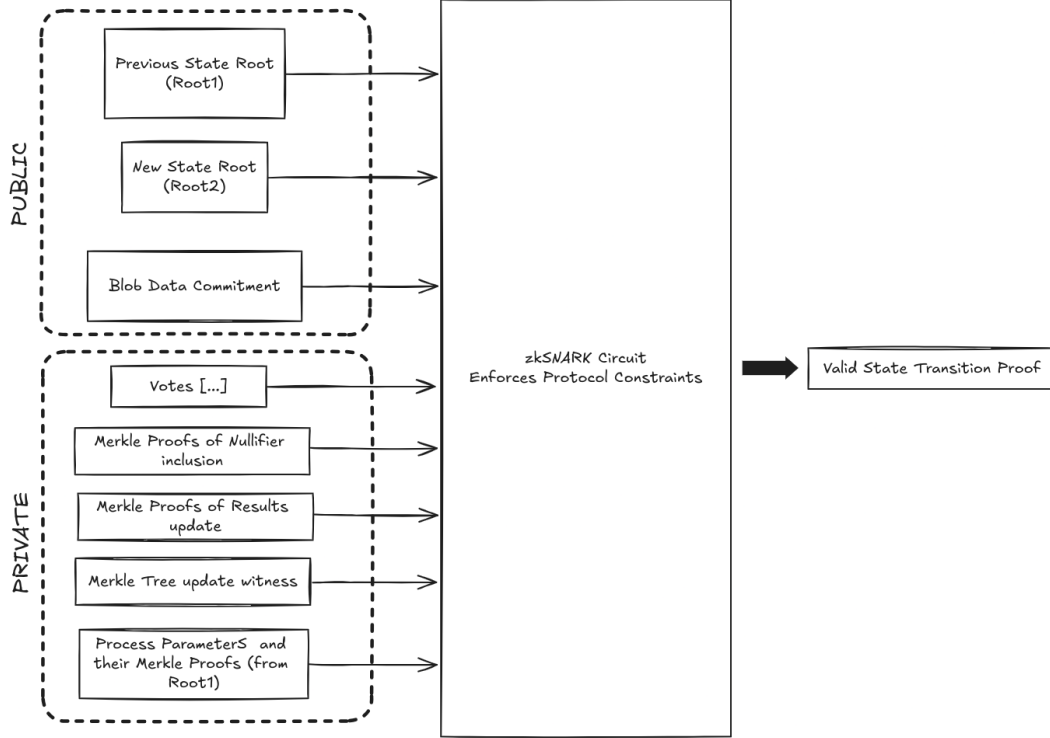 PUBLIC
Previous State Root
(Root1)
New State Root
(Root2)
Blob Data Commitment
PRIVATE
Votes [...]
Merkle Proofs of Nullifier
inclusion
Merkle Proofs of Results
update
Merkle Tree update witness
Process ParameterS and
their Merkle Proofs (from
Root1)
zkSNARK Circuit
Enforces Protocol Constraints
Valid State Transition Proof